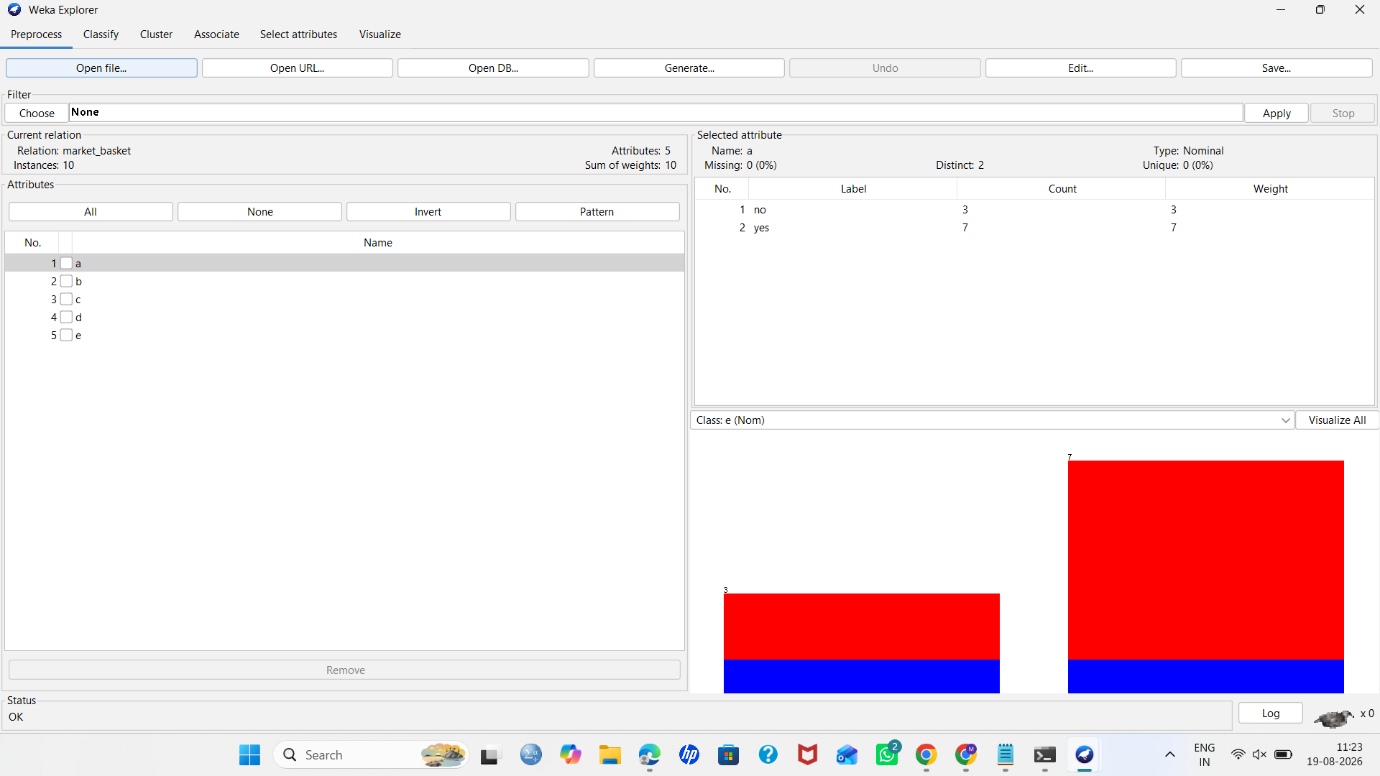 Weka Explorer
Preprocess Classify Cluster Associate Select attributes Visualize
Open file... Open URL... Open DB... Generate... Undo Edit... Save...
Filter
Choose None Apply Stop
Current relation
Relation: market_basket Attributes: 5
Instances: 10 Sum of weights: 10
Attributes
All None Invert Pattern
No. Name
1 a
2 b
3 c
4 d
5 e
Remove
Selected attribute
Name: a Type: Nominal
Missing: 0 (0%) Distinct: 2 Unique: 0 (0%)
No. Label Count Weight
1 no 3 3
2 yes 7 7
Class: e (Nom) Visualize All
7
3
Status
OK
Log x 0
Search
hp
2
M
ENG
IN
11:23
19-08-2026